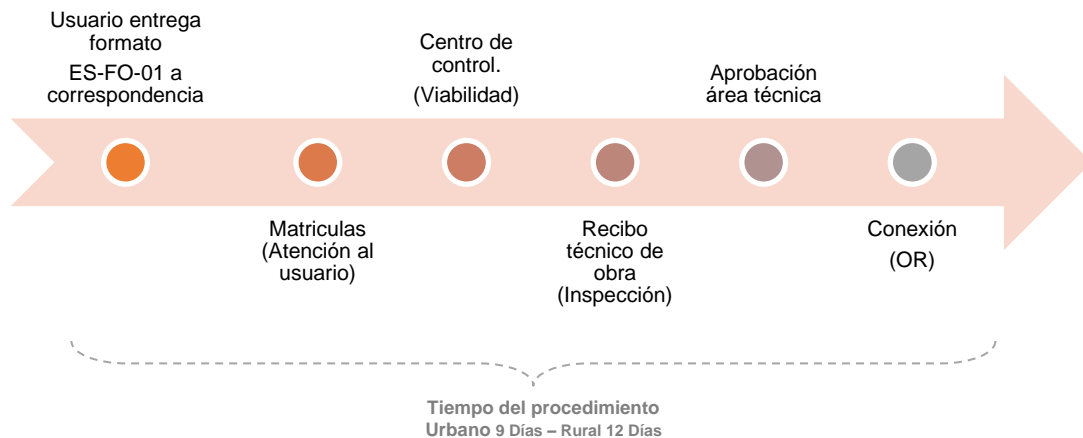 Usuario entrega
formato
ES-FO-01 a
correspondencia
Matriculas
(Atención al
usuario)
Centro de
control.
(Viabilidad)
Recibo
técnico de
obra
(Inspección)
Aprobación
área técnica
Conexión
(OR)
Tiempo del procedimiento
Urbano 9 Días – Rural 12 Días